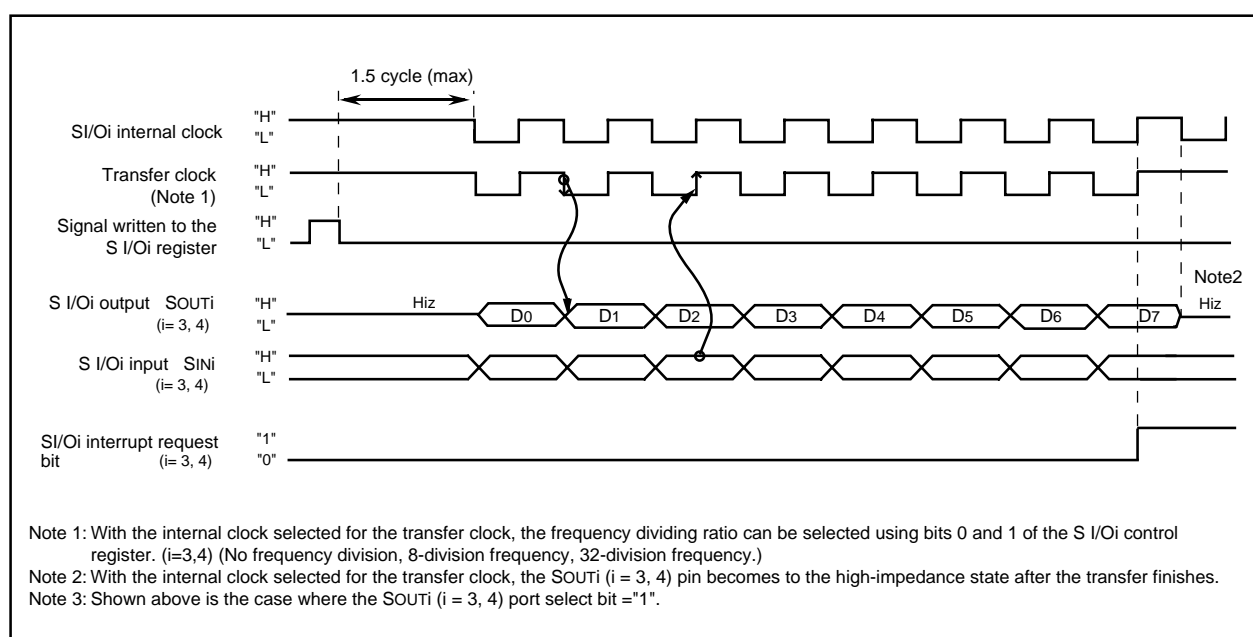 1.5 cycle (max)
SI/Oi internal clock "H" "L"
Transfer clock "H"
(Note 1) "L"
Signal written to the "H"
S I/Oi register "L"
Note2
S I/Oi output SOUTi "H" Hiz D0 D1 D2 D3 D4 D5 D6 D7 Hiz
(i= 3, 4) "L"
S I/Oi input SINi "H"
(i= 3, 4) "L"
SI/Oi interrupt request "1"
bit (i= 3, 4) "0"
Note 1: With the internal clock selected for the transfer clock, the frequency dividing ratio can be selected using bits 0 and 1 of the S I/Oi control
register. (i=3,4) (No frequency division, 8-division frequency, 32-division frequency.)
Note 2: With the internal clock selected for the transfer clock, the SOUTi (i = 3, 4) pin becomes to the high-impedance state after the transfer finishes.
Note 3: Shown above is the case where the SOUTi (i = 3, 4) port select bit ="1".